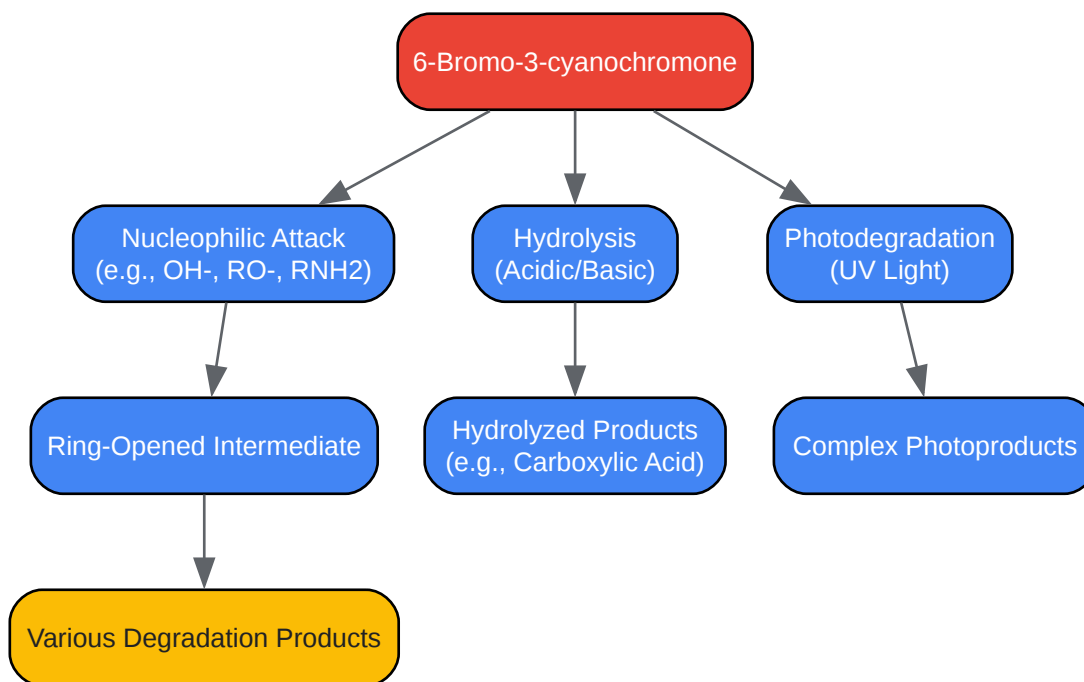 6-Bromo-3-cyanochromone
Nucleophilic Attack
(e.g., OH-, RO-, RNH2)
Hydrolysis
(Acidic/Basic)
Photodegradation
(UV Light)
Ring-Opened Intermediate
Hydrolyzed Products
(e.g., Carboxylic Acid)
Complex Photoproducts
Various Degradation Products